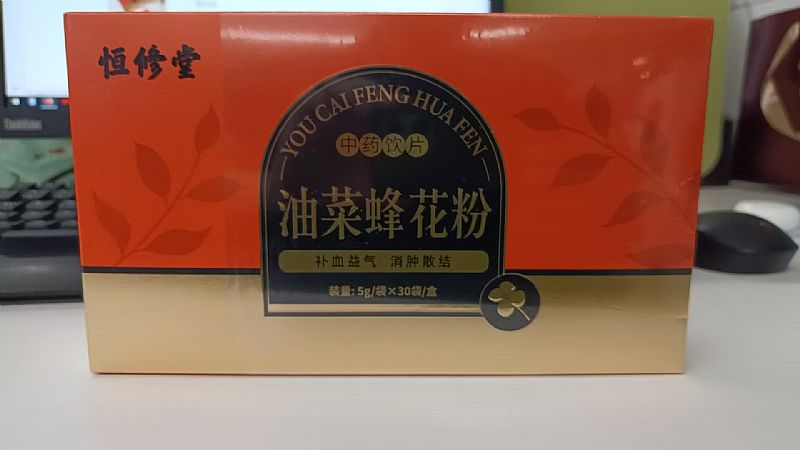 恒修堂
YOU CAI FENG HUA FEN
中药饮片
油菜蜂花粉
补血益气 消肿散结
装量：5g/袋×30袋/盒
ThinkVision